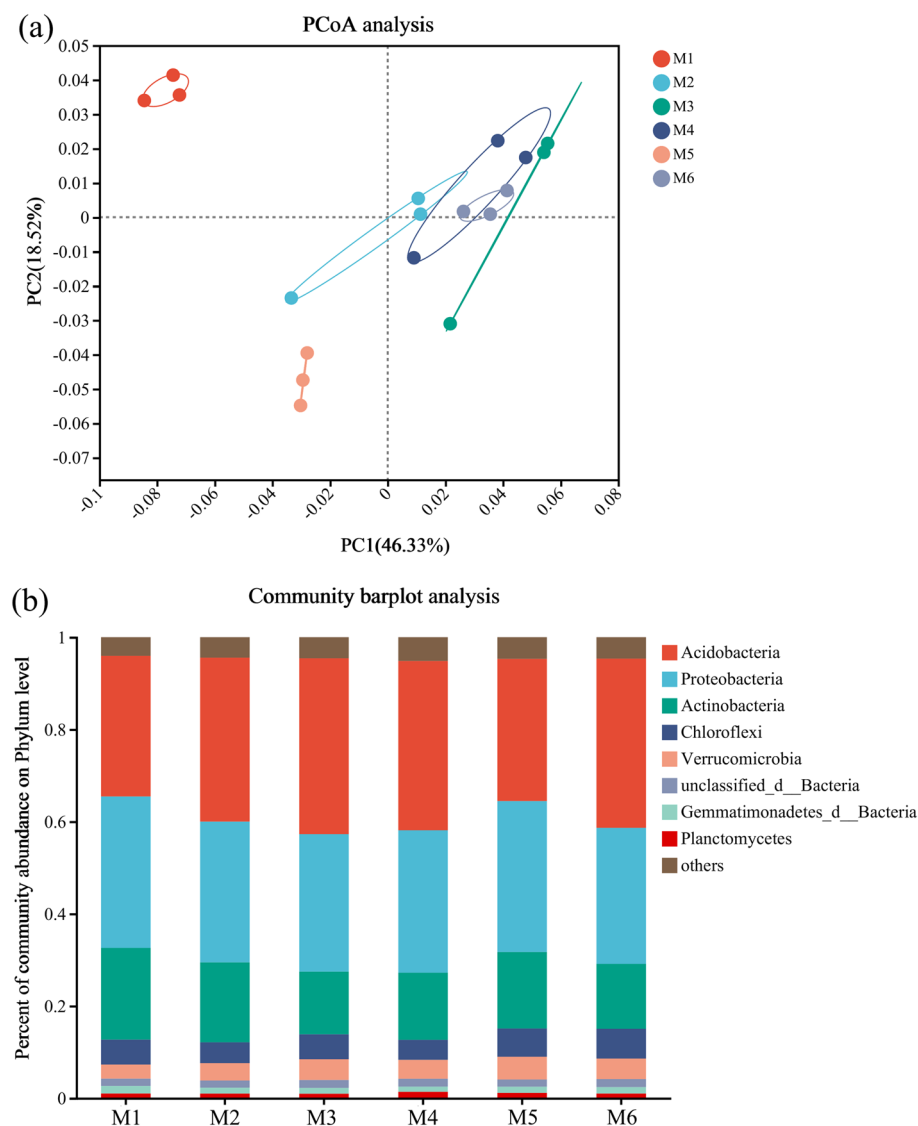 (a)
PCoA analysis
0.05
0.04
0.03
0.02
0.01
0
-0.01
-0.02
-0.03
-0.04
-0.05
-0.06
-0.07
PC2(18.52%)
-0.1
-0.08
-0.06
-0.04
-0.02
0
0.02
0.04
0.06
0.08
PC1(46.33%)
M1
M2
M3
M4
M5
M6
(b)
Community barplot analysis
Percent of community abundance on Phylum level
1
0.8
0.6
0.4
0.2
0
M1
M2
M3
M4
M5
M6
Acidobacteria
Proteobacteria
Actinobacteria
Chloroflexi
Verrucomicrobia
unclassified_d__Bacteria
Gemmatimonadetes_d__Bacteria
Planctomycetes
others